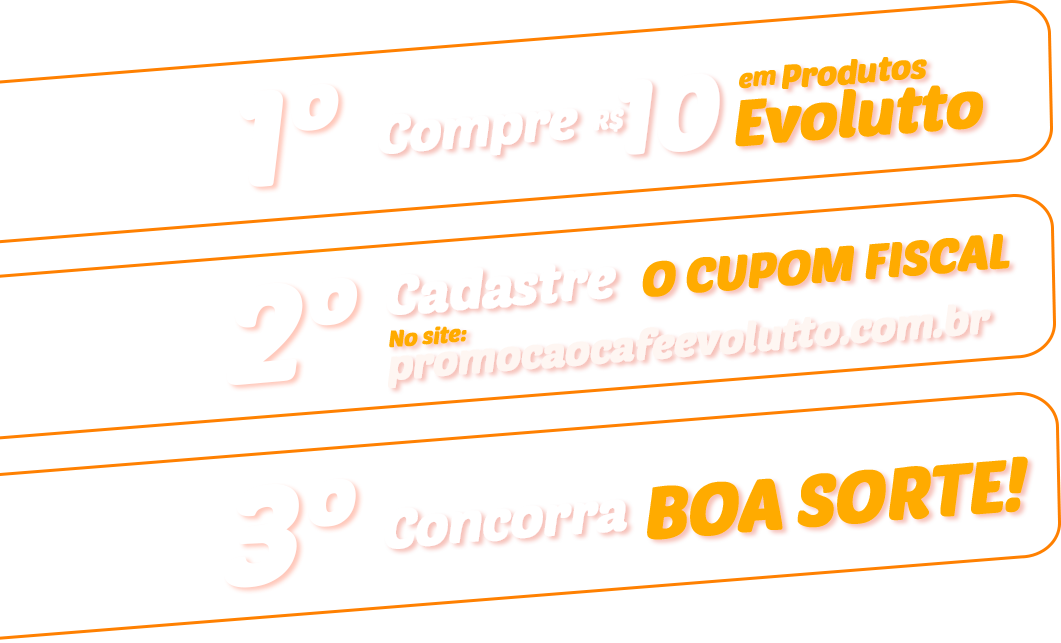 1º Compre R$10 em Produtos
Evolutto
2º Cadastre O CUPOM FISCAL
No site:
promocaocafeevolutto.com.br
3º Concorra BOA SORTE!